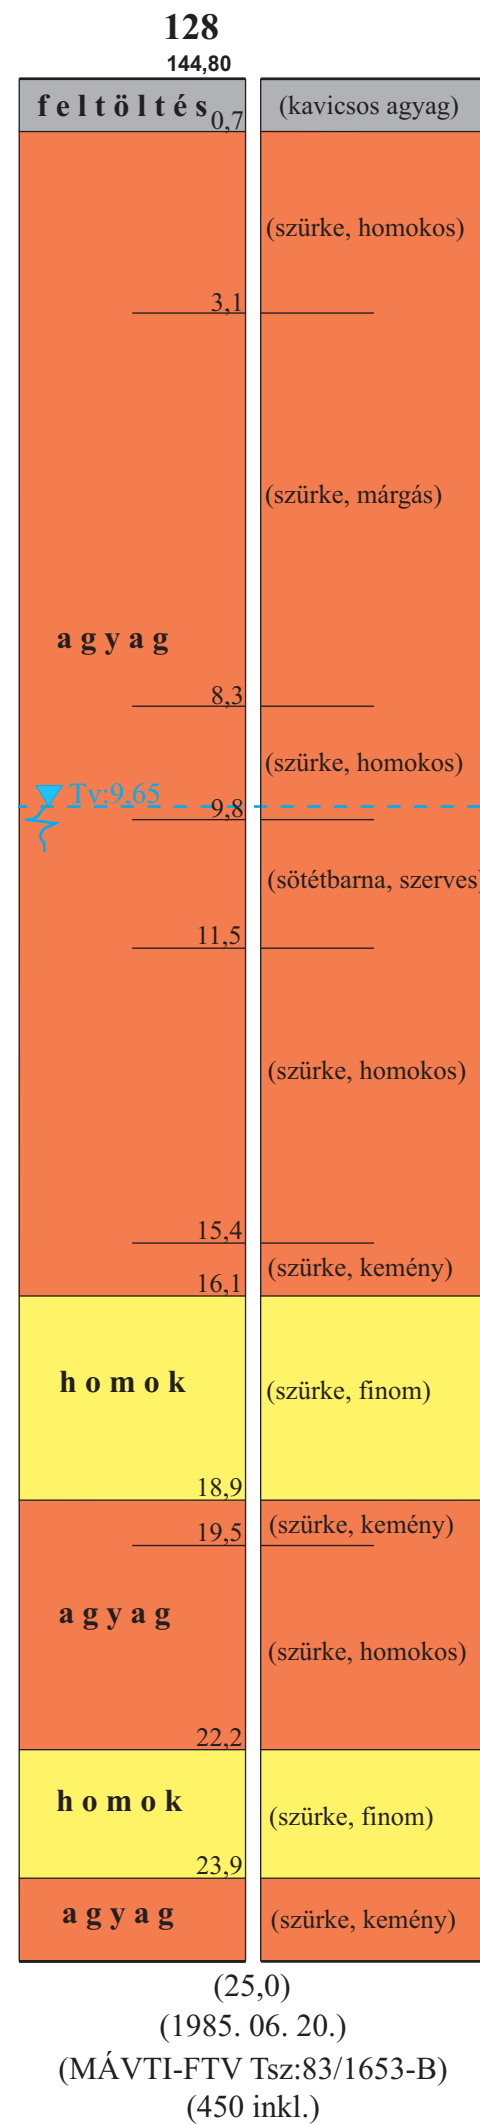 128
144,80
feltöltés 0,7 (kavicsos agyag)
(szürke, homokos)
3,1
(szürke, márgás)
agyag
8,3
(szürke, homokos)
Tv:9,65
9,8
(sötétbarna, szerves)
11,5
(szürke, homokos)
15,4
(szürke, kemény)
16,1
homok (szürke, finom)
18,9
(szürke, kemény)
19,5
agyag
(szürke, homokos)
22,2
homok (szürke, finom)
23,9
agyag (szürke, kemény)
(25,0)
(1985. 06. 20.)
(MÁVTI-FTV Tsz:83/1653-B)
(450 inkl.)